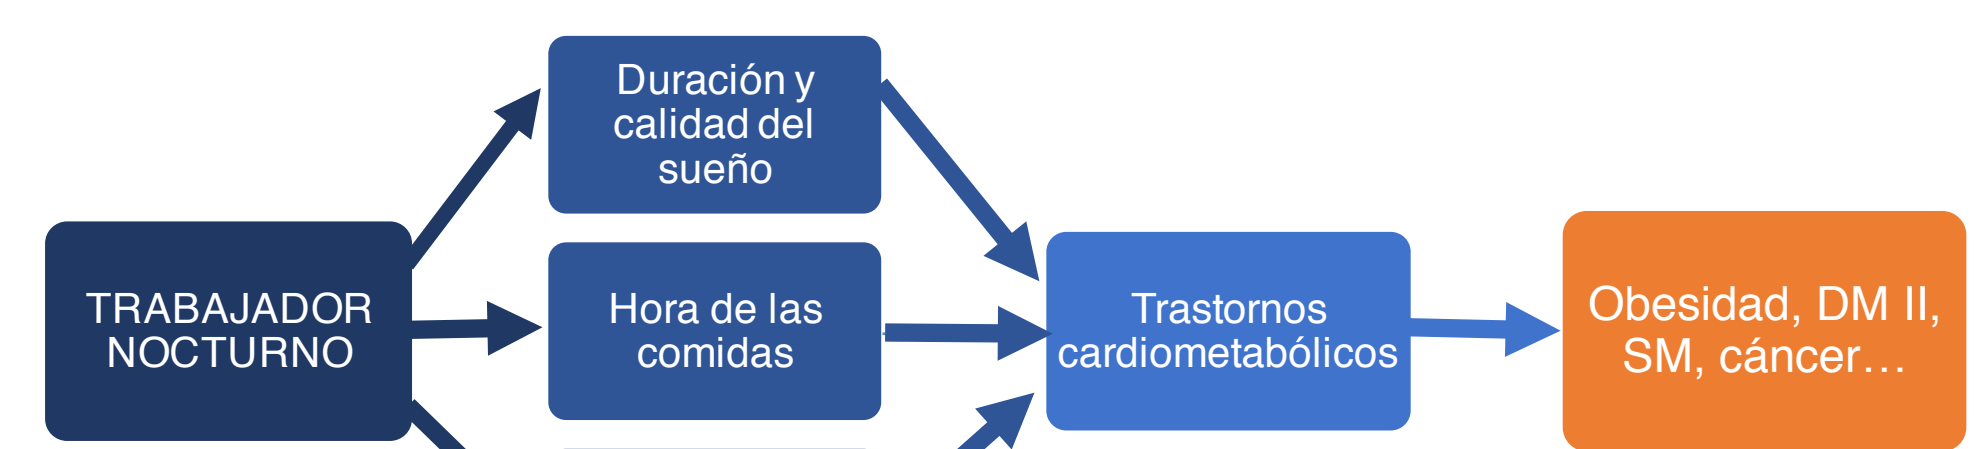 Duración y
calidad del
sueño
TRABAJADOR
NOCTURNO
Hora de las
comidas
Trastornos
cardiometabólicos
Obesidad, DM II,
SM, cáncer…